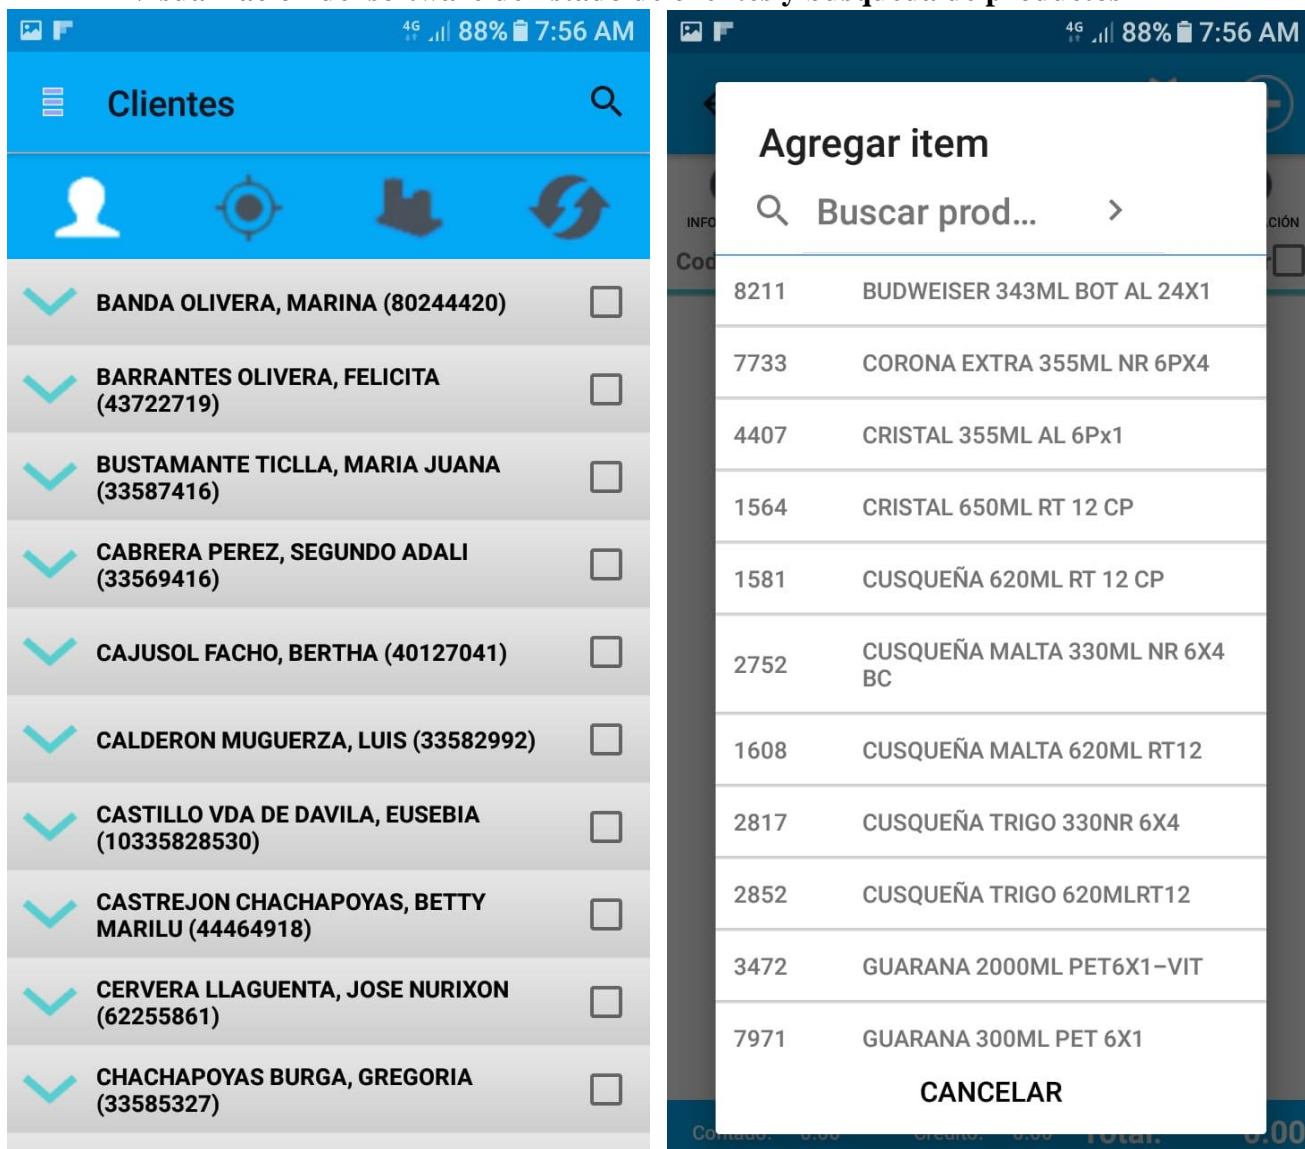 4G 88% 7:56 AM
Clientes
BANDA OLIVERA, MARINA (80244420)
BARRANTES OLIVERA, FELICITA
(43722719)
BUSTAMANTE TICLLA, MARIA JUANA
(33587416)
CABRERA PEREZ, SEGUNDO ADALI
(33569416)
CAJUSOL FACHO, BERTHA (40127041)
CALDERON MUGUERZA, LUIS (33582992)
CASTILLO VDA DE DAVILA, EUSEBIA
(10335828530)
CASTREJON CHACHAPOYAS, BETTY
MARILU (44464918)
CERVERA LLAGUENTA, JOSE NURIXON
(62255861)
CHACHAPOYAS BURGA, GREGORIA
(33585327)
4G 88% 7:56 AM
Agregar item
Buscar prod...
8211 BUDWEISER 343ML BOT AL 24X1
7733 CORONA EXTRA 355ML NR 6PX4
4407 CRISTAL 355ML AL 6Px1
1564 CRISTAL 650ML RT 12 CP
1581 CUSQUEÑA 620ML RT 12 CP
2752 CUSQUEÑA MALTA 330ML NR 6X4
BC
1608 CUSQUEÑA MALTA 620ML RT12
2817 CUSQUEÑA TRIGO 330NR 6X4
2852 CUSQUEÑA TRIGO 620MLRT12
3472 GUARANA 2000ML PET6X1–VIT
7971 GUARANA 300ML PET 6X1
CANCELAR
Total: 0.00